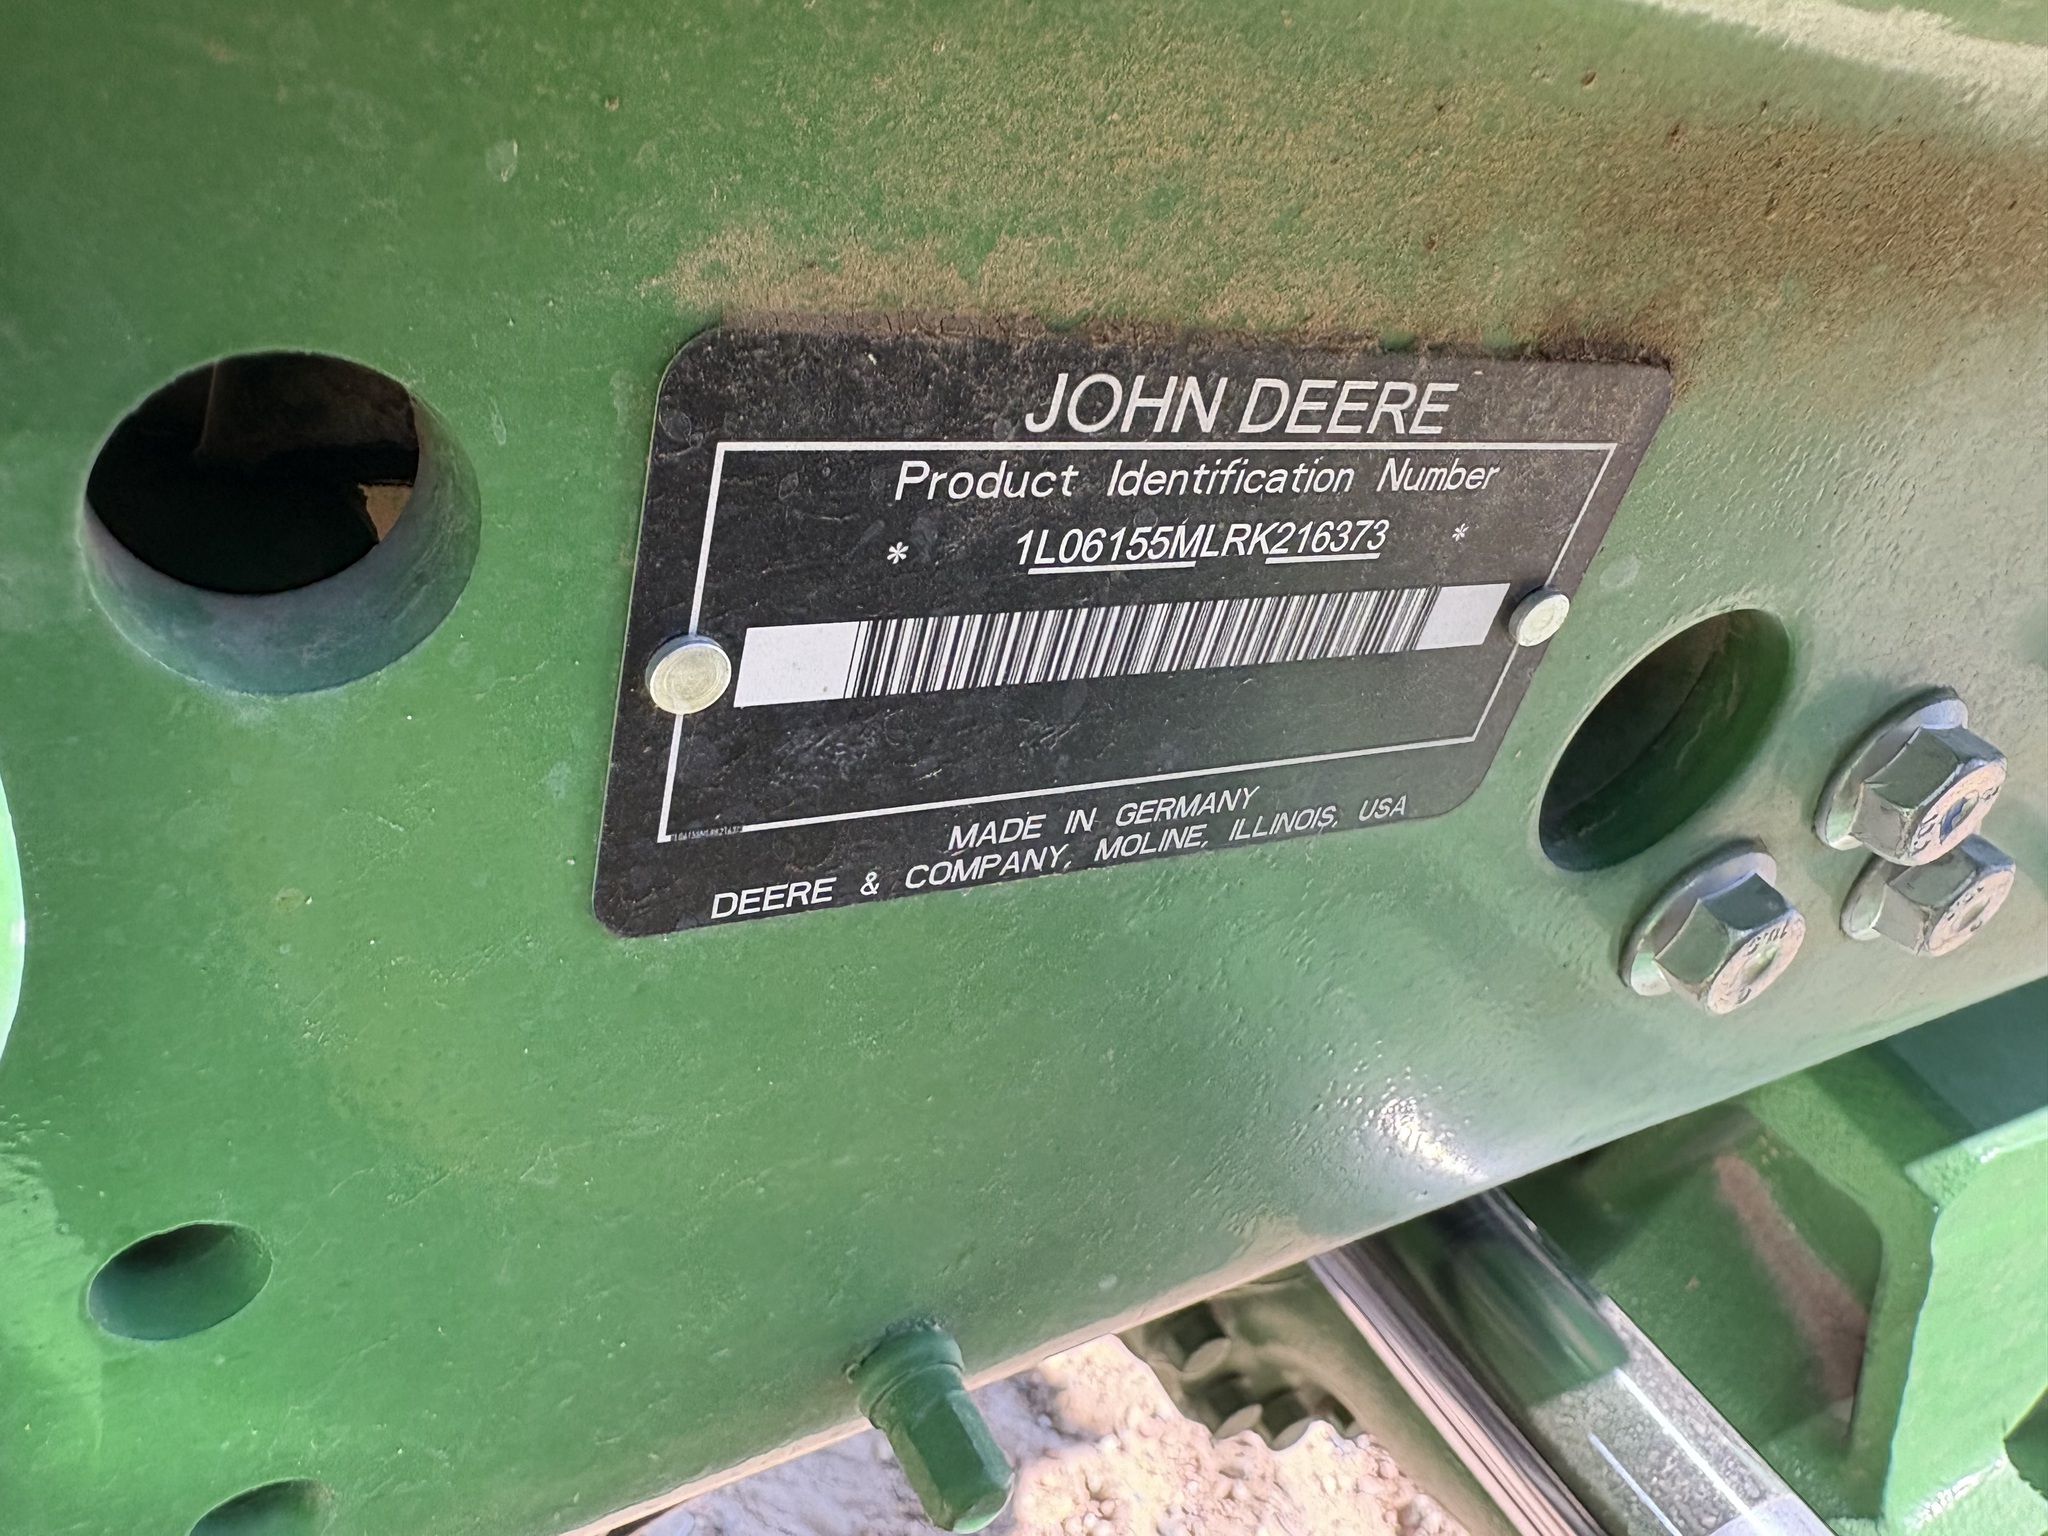 JOHN DEERE
Product Identification Number
* 1L06155MLRK216373 *
MADE IN GERMANY
DEERE & COMPANY, MOLINE, ILLINOIS, USA